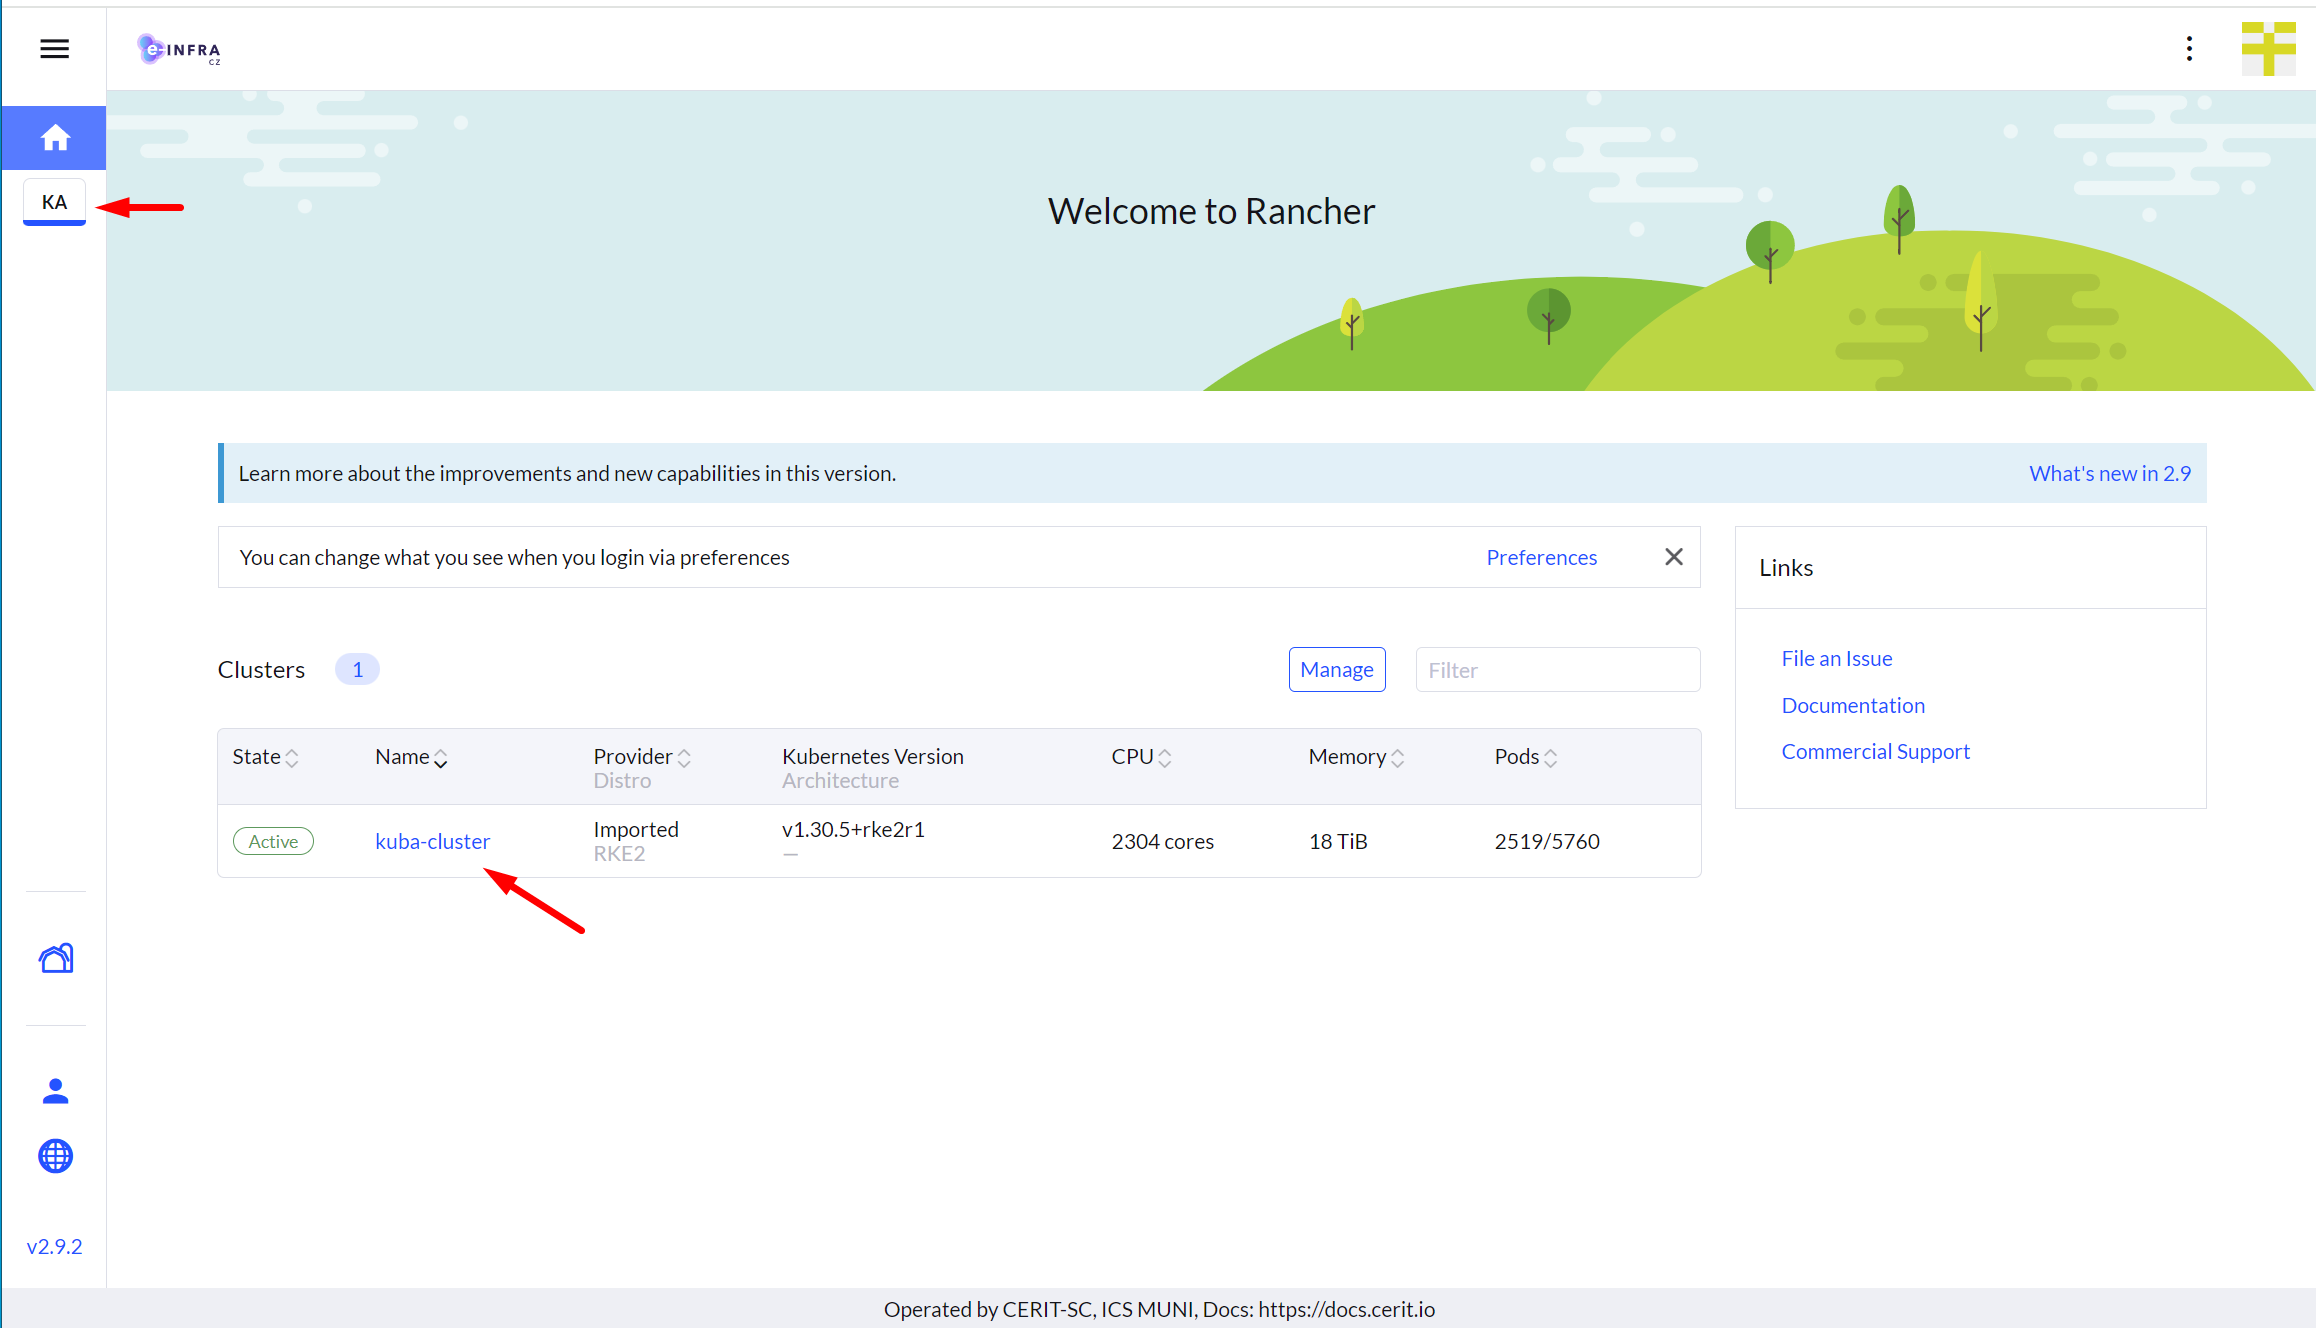 e-INFRA
CZ
KA
Welcome to Rancher
Learn more about the improvements and new capabilities in this version.
What's new in 2.9
You can change what you see when you login via preferences
Preferences
Links
File an Issue
Documentation
Commercial Support
Clusters 1
Manage
Filter
State Name Provider Kubernetes Version CPU Memory Pods
Distro Architecture
Active kuba-cluster Imported v1.30.5+rke2r1 2304 cores 18 TiB 2519/5760
RKE2 —
v2.9.2
Operated by CERIT-SC, ICS MUNI, Docs: https://docs.cerit.io